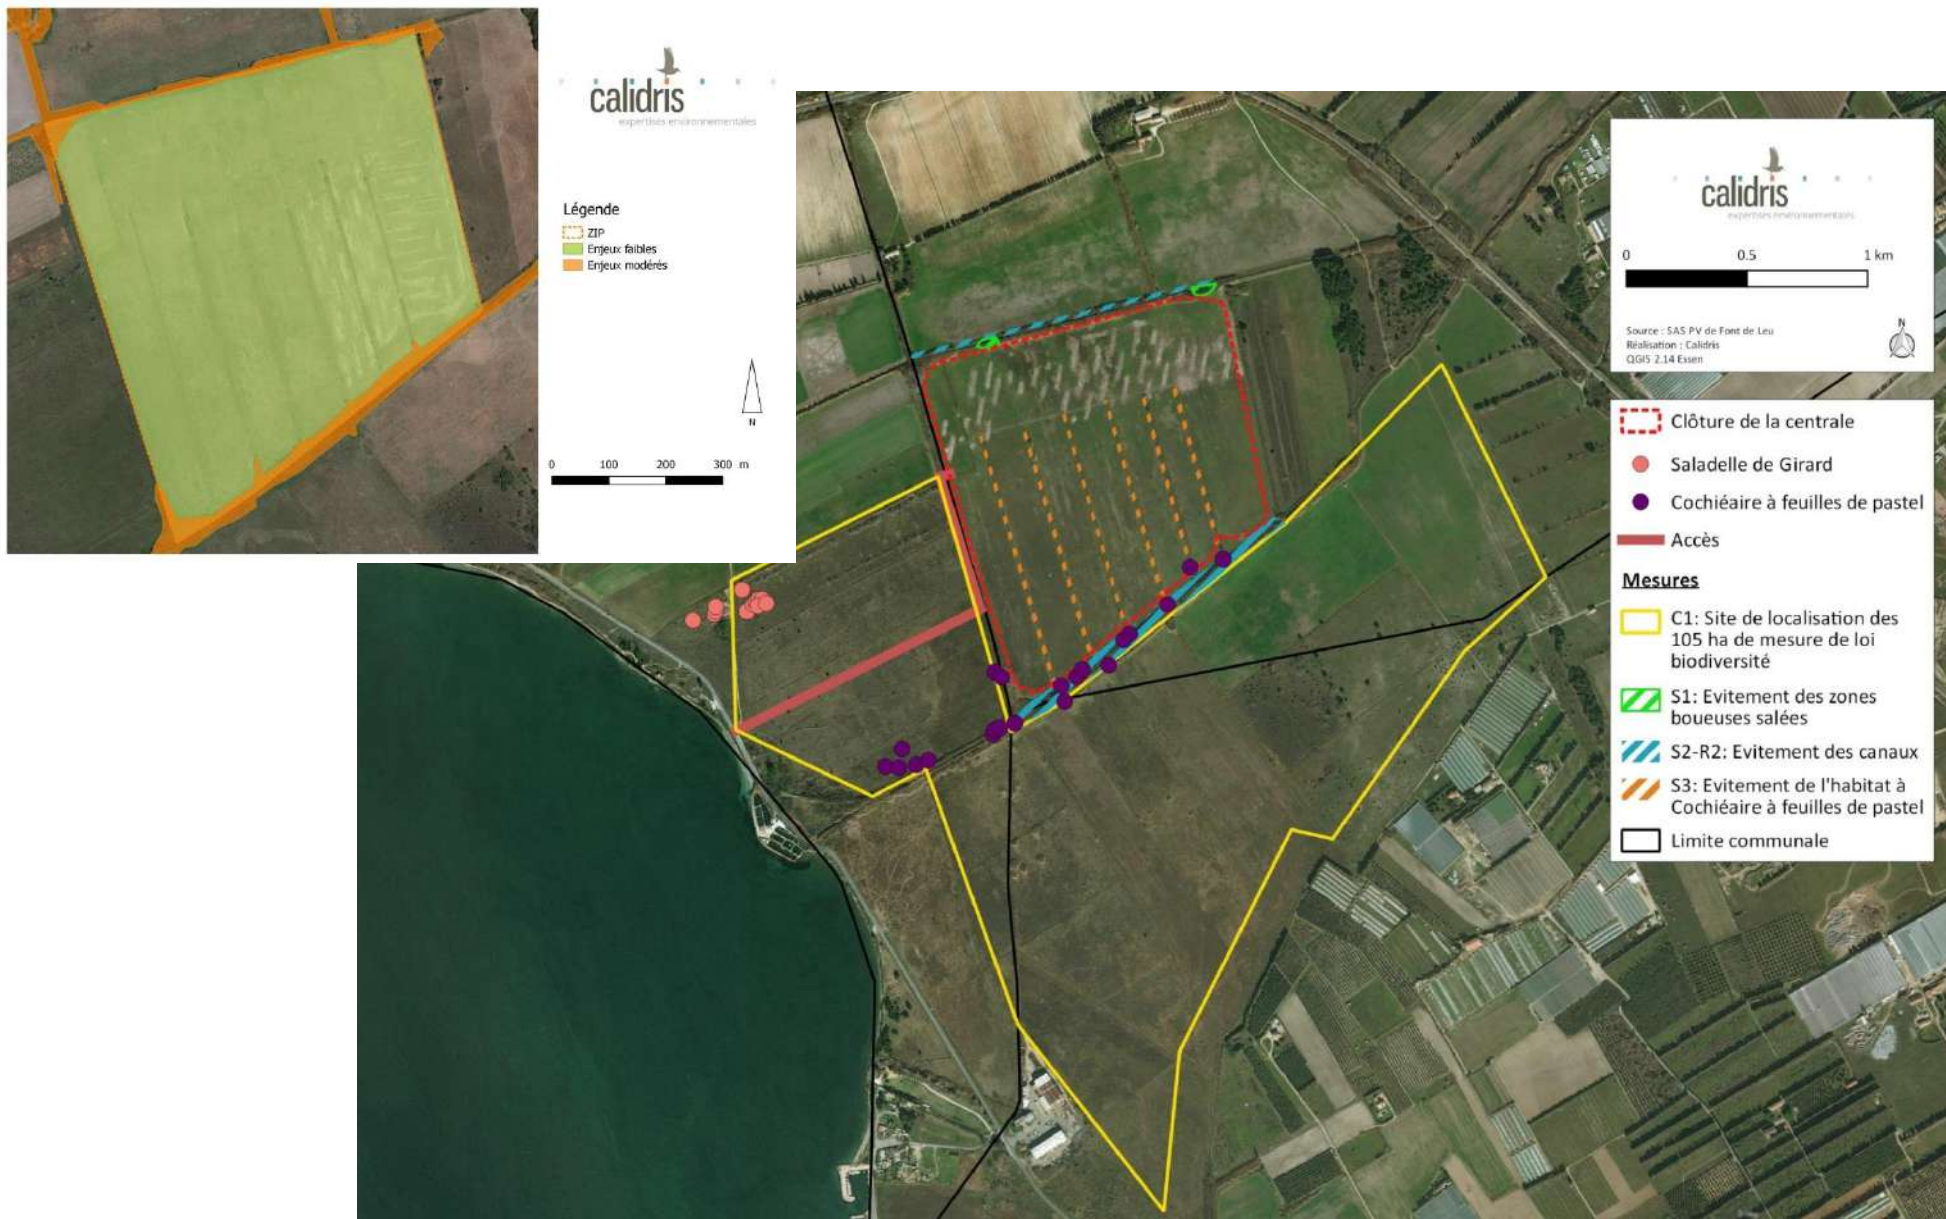 calidris
expertises environnementales
Légende
ZIP
Enjeux faibles
Enjeux modérés
N
0 100 200 300 m
calidris
expertises environnementales
0 0.5 1 km
Source : SAS PV de Font de Leu
Réalisation : Calidris
QGIS 2.14 Essen
N
Clôture de la centrale
Saladelle de Girard
Cochiéaire à feuilles de pastel
Accès
Mesures
C1: Site de localisation des
105 ha de mesure de loi
biodiversité
S1: Evitement des zones
boueuses salées
S2-R2: Evitement des canaux
S3: Evitement de l'habitat à
Cochiéaire à feuilles de pastel
Limite communale